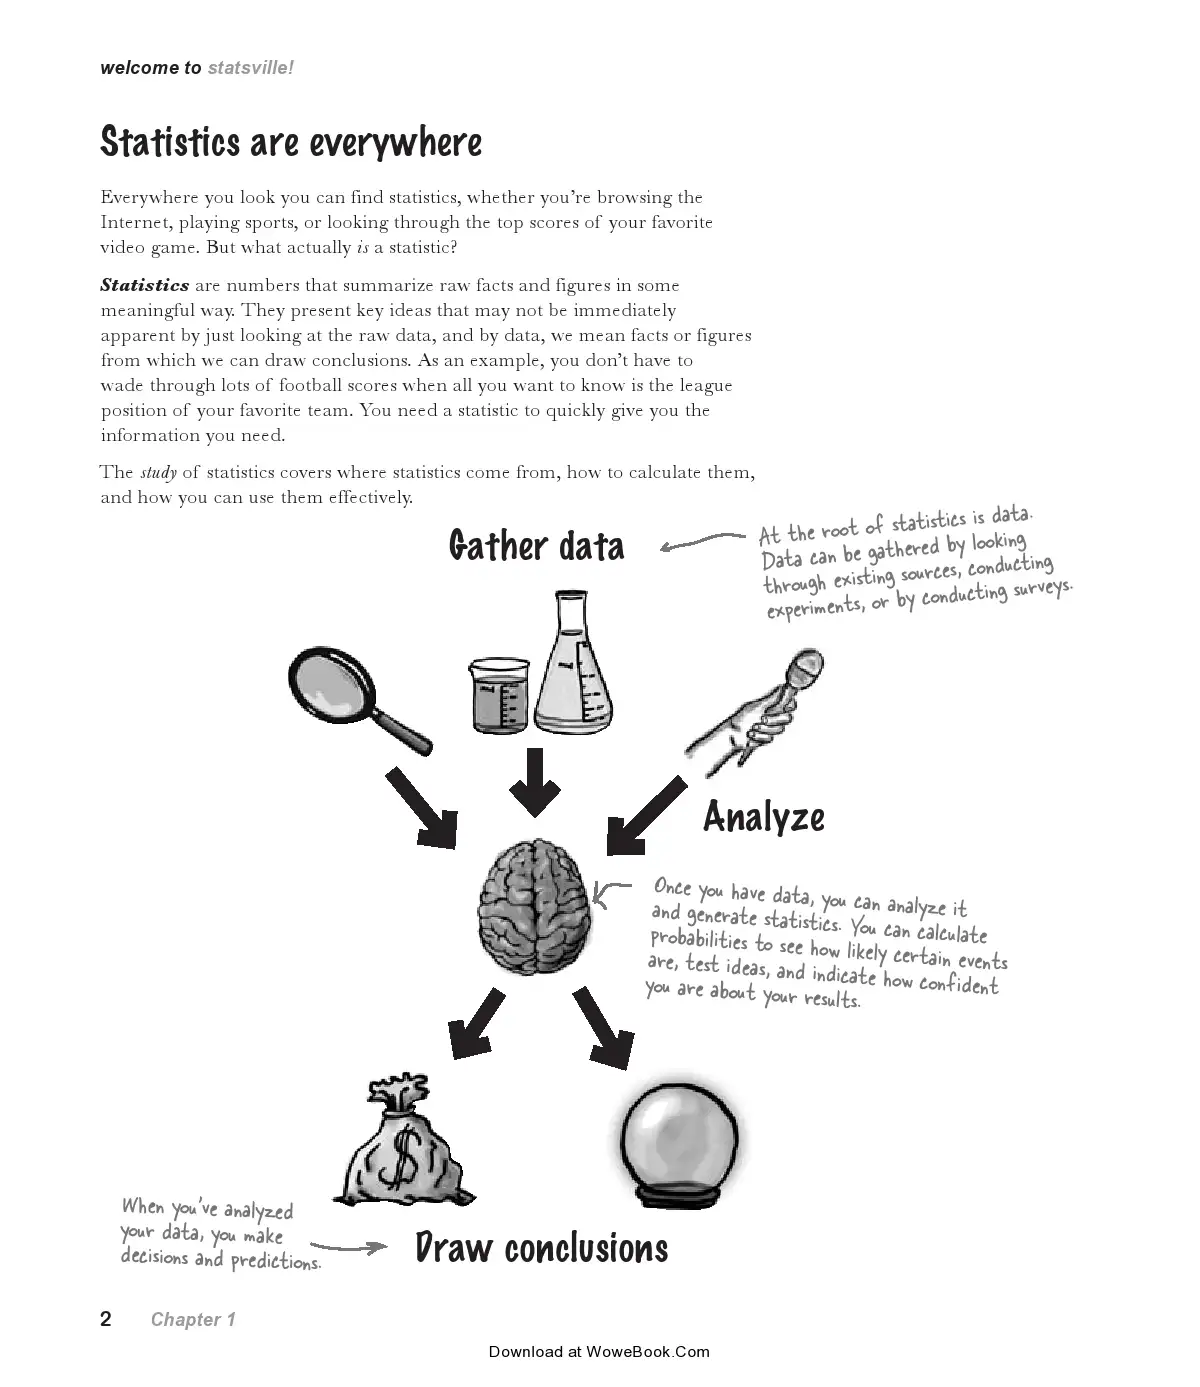 welcome to statsville!
Statistics are everywhere
Everywhere you look you can find statistics, whether you're browsing the
Internet, playing sports, or looking through the top scores of your favorite
video game. But what actually is a statistic?
Statistics are numbers that summarize raw facts and figures in some
meaningful way. They present key ideas that may not be immediately
apparent by just looking at the raw data, and by data, we mean facts or figures
from which we can draw conclusions. As an example, you don't have to
wade through lots of football scores when all you want to know is the league
position of your favorite team. You need a statistic to quickly give you the
information you need.
The study of statistics covers where statistics come from, how to calculate them,
and how you can use them effectively.
Gather data
At the root of statistics is data.
Data can be gathered by looking
through existing sources, conducting
experiments, or by conducting surveys.
Analyze
Once you have data, you can analyze it
and generate statistics. You can calculate
probabilities to see how likely certain events
are, test ideas, and indicate how confident
you are about your results.
$
When you've analyzed
your data, you make
decisions and predictions.
Draw conclusions
2 Chapter 1
Download at WoweBook.Com